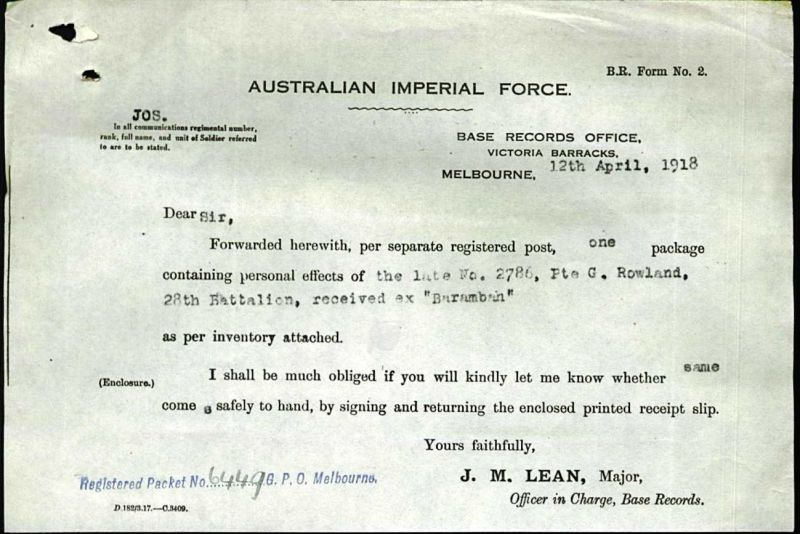 B.R. Form No. 2.
AUSTRALIAN IMPERIAL FORCE.
JOS.
In all communications regimental number,
rank, full name, and unit of Soldier referred
to are to be stated.
BASE RECORDS OFFICE,
VICTORIA BARRACKS,
MELBOURNE, 12th April, 1918
Dear Sir,
Forwarded herewith, per separate registered post, one package
containing personal effects of the late No. 2786, Pte G. Rowland,
28th Battalion, received ex "Barambah"
as per inventory attached.
(Enclosure.)
I shall be much obliged if you will kindly let me know whether same
come s safely to hand, by signing and returning the enclosed printed receipt slip.
Yours faithfully,
J. M. LEAN, Major,
Officer in Charge, Base Records.
Registered Packet No. 6449 G. P. O. Melbourne.
D.182/3.17.—C.3409.